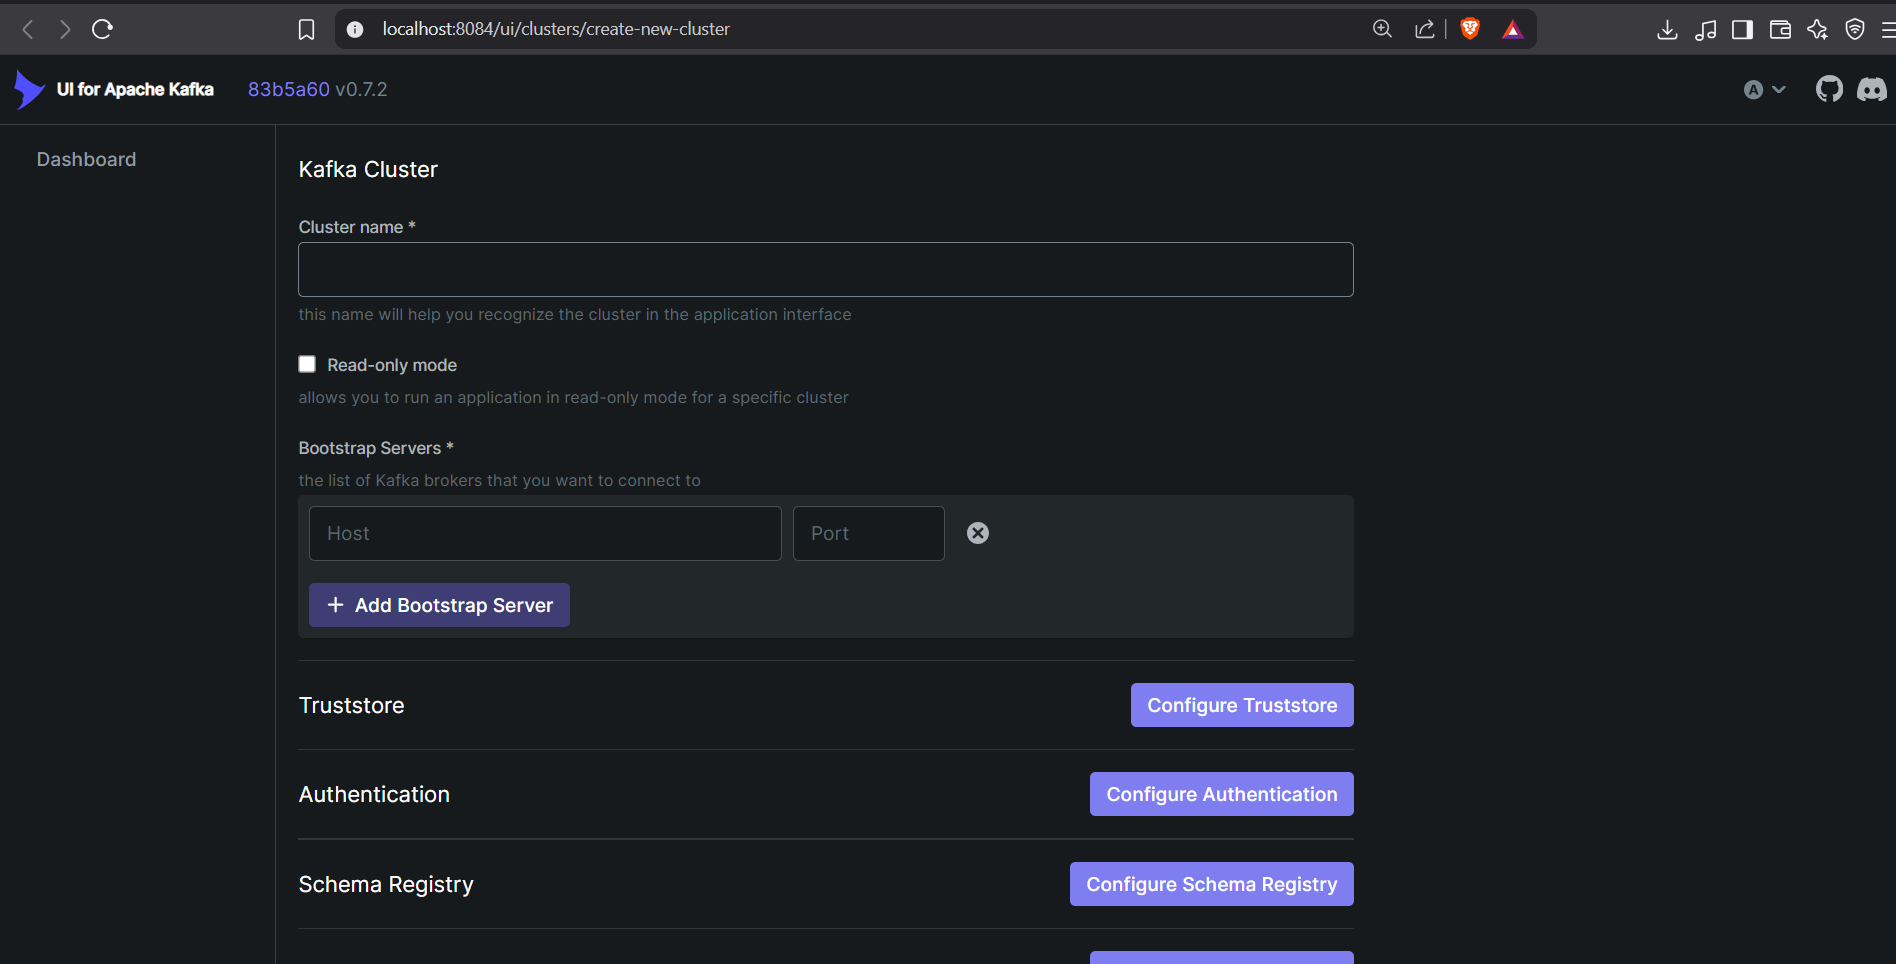 localhost:8084/ui/clusters/create-new-cluster
UI for Apache Kafka 83b5a60 v0.7.2
A
Dashboard
Kafka Cluster
Cluster name *
this name will help you recognize the cluster in the application interface
Read-only mode
allows you to run an application in read-only mode for a specific cluster
Bootstrap Servers *
the list of Kafka brokers that you want to connect to
Host Port
Add Bootstrap Server
Truststore Configure Truststore
Authentication Configure Authentication
Schema Registry Configure Schema Registry